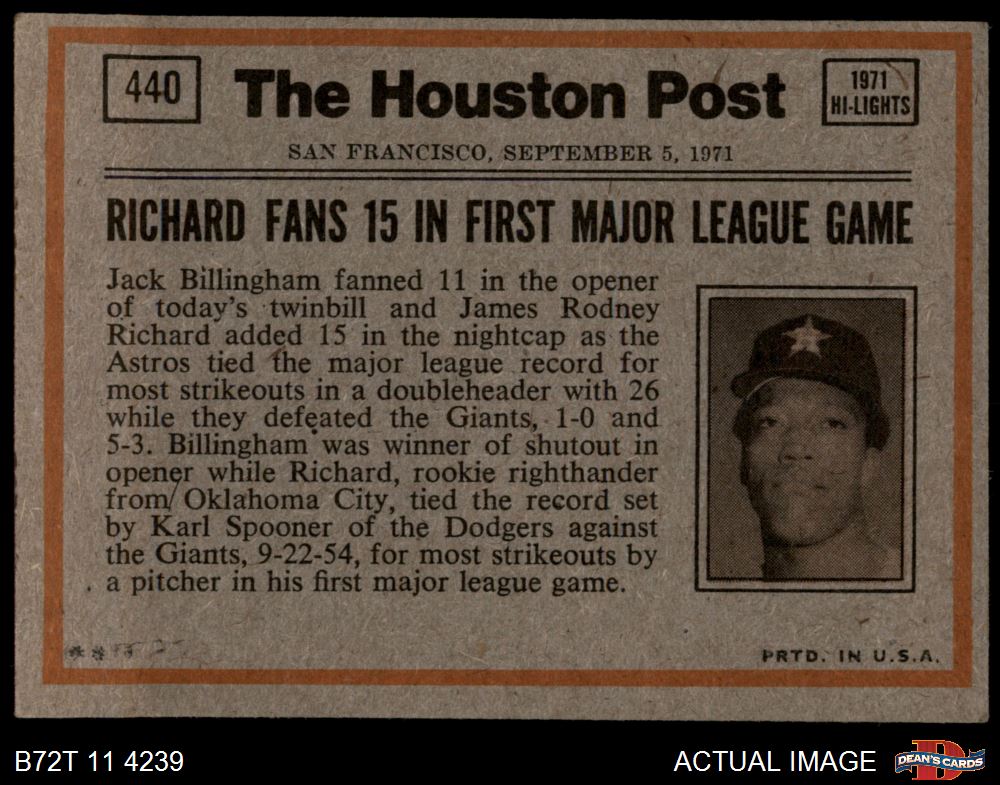 440
The Houston Post
1971
HI-LIGHTS
SAN FRANCISCO, SEPTEMBER 5, 1971
RICHARD FANS 15 IN FIRST MAJOR LEAGUE GAME
Jack Billingham fanned 11 in the opener
of today's twinbill and James Rodney
Richard added 15 in the nightcap as the
Astros tied the major league record for
most strikeouts in a doubleheader with 26
while they defeated the Giants, 1-0 and
5-3. Billingham was winner of shutout in
opener while Richard, rookie righthander
from Oklahoma City, tied the record set
by Karl Spooner of the Dodgers against
the Giants, 9-22-54, for most strikeouts by
a pitcher in his first major league game.
PRTD. IN U.S.A.
B72T 11 4239
ACTUAL IMAGE
D
DEAN'S CARDS